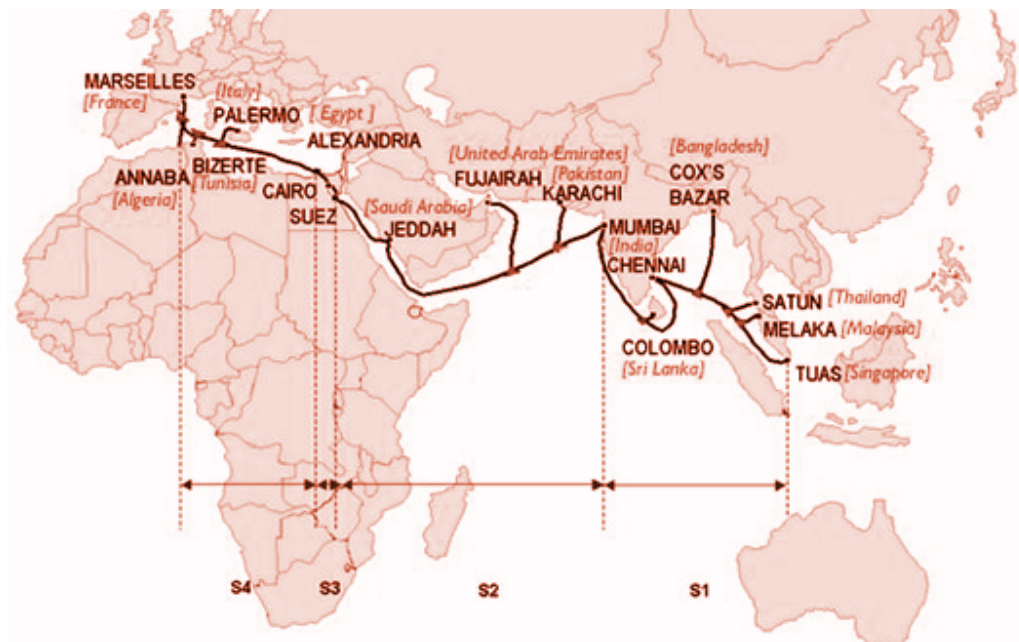 MARSEILLES
[France]
[Italy]
PALERMO
[ Egypt ]
ALEXANDRIA
ANNABA
[Algeria]
BIZERTE
[Tunisia]
CAIRO
SUEZ
[Saudi Arabia]
JEDDAH
[United Arab Emirates]
FUJAIRAH
[Pakistan]
KARACHI
[Bangladesh]
COX'S
BAZAR
MUMBAI
[India]
CHENNAI
COLOMBO
[Sri Lanka]
SATUN [Thailand]
MELAKA [Malaysia]
TUAS [Singapore]
S4
S3
S2
S1